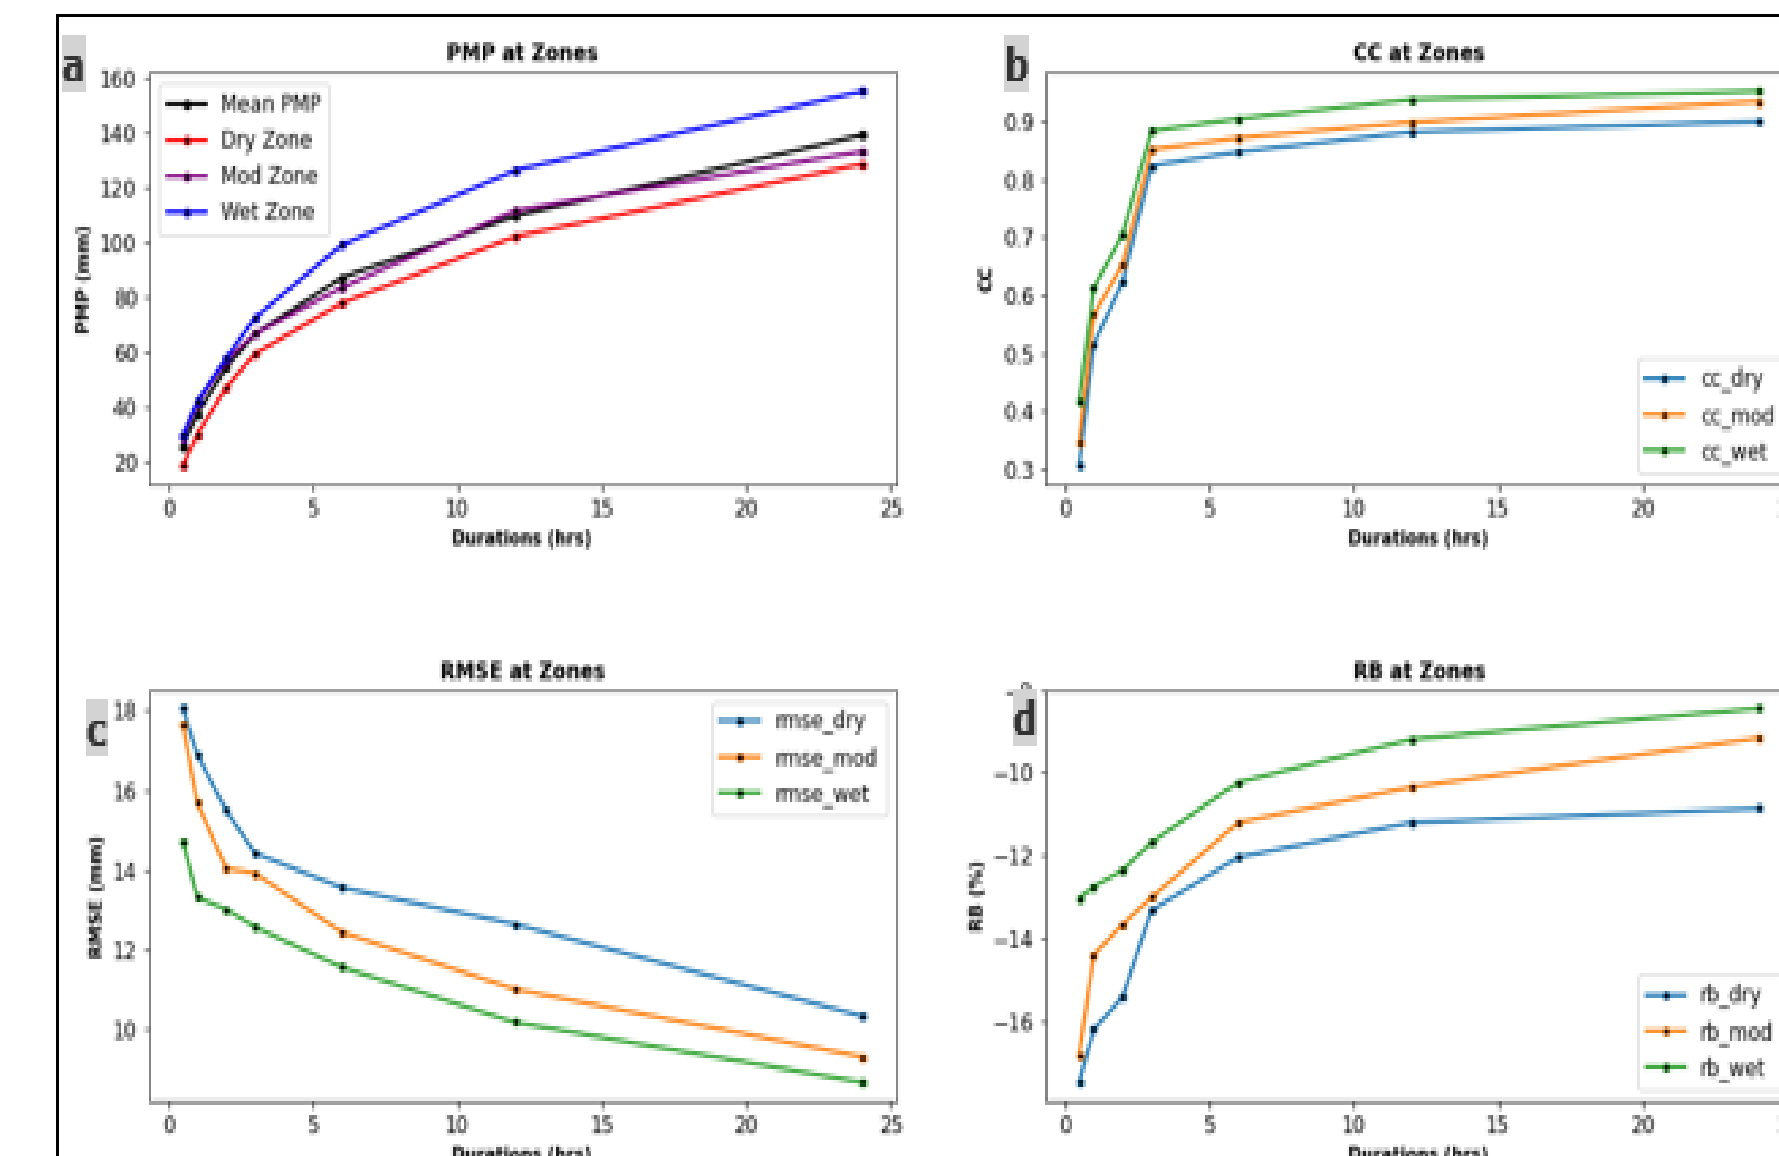 a
PMP at Zones
160
140
120
100
80
60
40
20
PMP (mm)
Mean PMP
Dry Zone
Mod Zone
Wet Zone
0 5 10 15 20 25
Durations (hrs)
b
CC at Zones
0.9
0.8
0.7
0.6
0.5
0.4
0.3
CC
cc_dry
cc_mod
cc_wet
0 5 10 15 20
Durations (hrs)
c
RMSE at Zones
18
16
14
12
10
RMSE (mm)
rmse_dry
rmse_mod
rmse_wet
0 5 10 15 20 25
Durations (hrs)
d
RB at Zones
−10
−12
−14
−16
RB (%)
rb_dry
rb_mod
rb_wet
0 5 10 15 20
Durations (hrs)